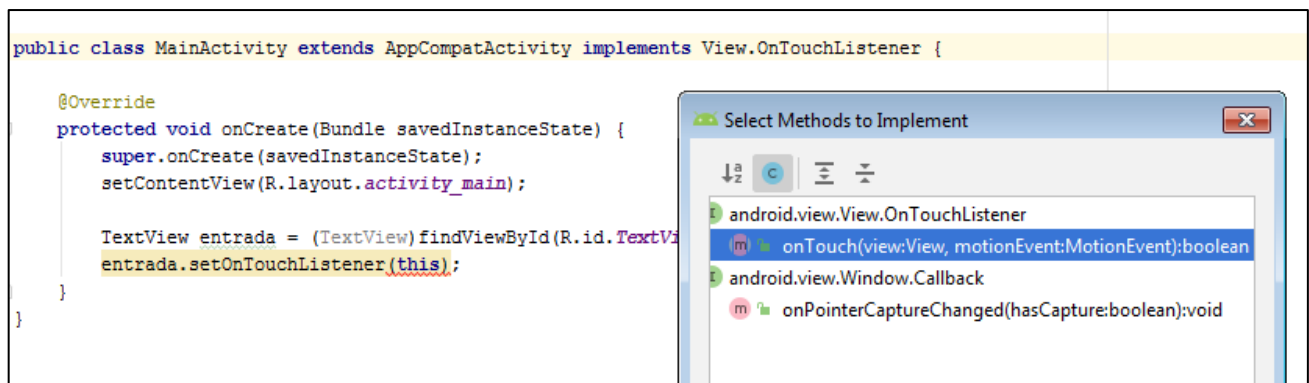 public class MainActivity extends AppCompatActivity implements View.OnTouchListener {
@Override
protected void onCreate(Bundle savedInstanceState) {
super.onCreate(savedInstanceState);
setContentView(R.layout.activity_main);
TextView entrada = (TextView)findViewById(R.id.TextVi
entrada.setOnTouchListener(this);
}
}
Select Methods to Implement
android.view.View.OnTouchListener
onTouch(view:View, motionEvent:MotionEvent):boolean
android.view.Window.Callback
onPointerCaptureChanged(hasCapture:boolean):void